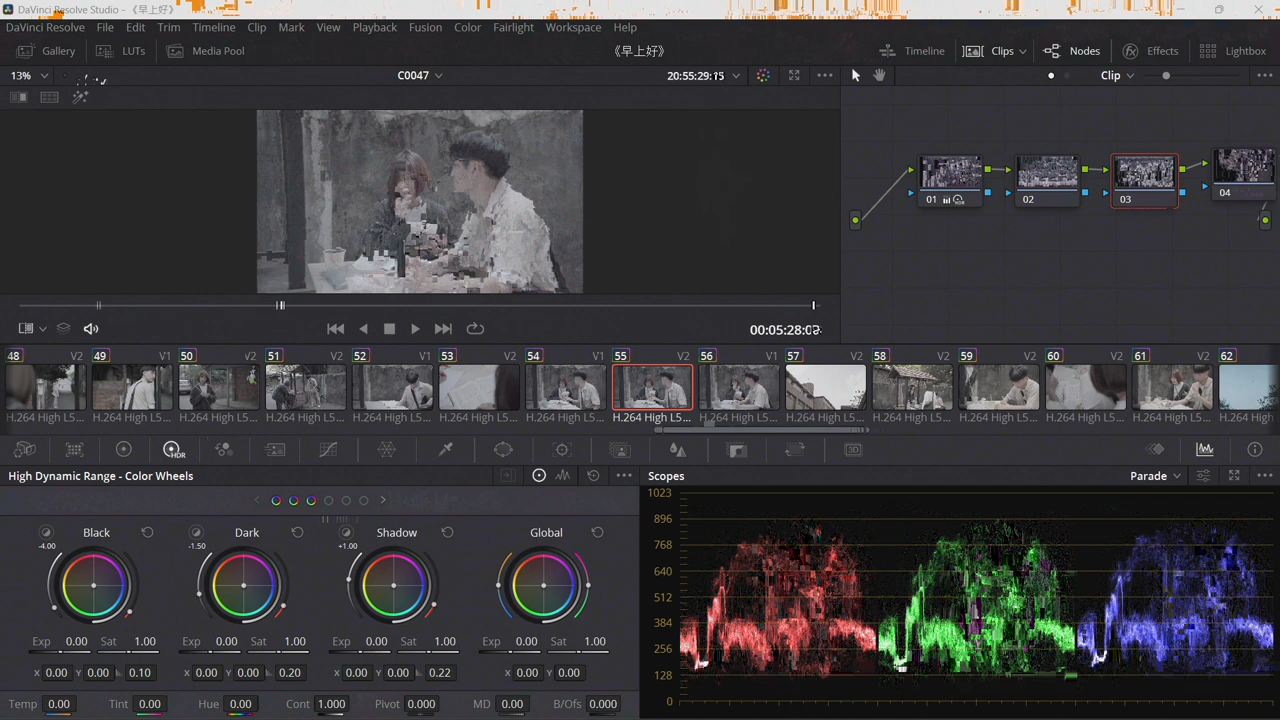 DaVinci Resolve Studio - 《早上好》
DaVinci Resolve File Edit Trim Timeline Clip Mark View Playback Fusion Color Fairlight Workspace Help
Gallery LUTs Media Pool 《早上好》 Timeline Clips Nodes Effects Lightbox
13% C0047 20:55:29:15 Clip
01 HDR 02 03 04
00:05:28:0
48 V2 49 V1 50 V2 51 V2 52 V1 53 V2 54 V1 55 V2 56 V1 57 V2 58 V2 59 V2 60 V2 61 V2 62
H.264 High L5... H.264 High L5... H.264 High L5... H.264 High L5... H.264 High L5... H.264 High L5... H.264 High L5... H.264 High L5... H.264 High L5... H.264 High L5... H.264 High L5... H.264 High L5... H.264 High L5... H.264 High L5... H.264 High L5
HDR 3D
High Dynamic Range - Color Wheels Scopes Parade
Black Dark Shadow Global
-4.00 -1.50 +1.00
Exp 0.00 Sat 1.00 Exp 0.00 Sat 1.00 Exp 0.00 Sat 1.00 Exp 0.00 Sat 1.00
X 0.00 Y 0.00 0.10 X 0.00 Y 0.00 0.20 X 0.00 Y 0.00 0.22 X 0.00 Y 0.00
Temp 0.00 Tint 0.00 Hue 0.00 Cont 1.000 Pivot 0.000 MD 0.00 B/Ofs 0.000
1023
896
768
640
512
384
256
128
0